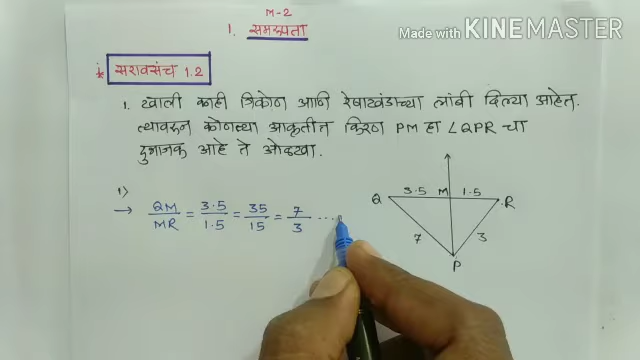 M-2
Made with KINEMASTER
1. समरूपता
* सरावसंच 1.2
1. खाली काही त्रिकोण आणि रेषाखंडाच्या लांबी दिल्या आहेत.
त्यावरून कोणत्या आकृतीत किरण PM हा ∠QPR चा
दुभाजक आहे ते ओळखा.
1)
→ QM/MR = 3.5/1.5 = 35/15 = 7/3 .....
Q 3.5 M 1.5 R
7 3
P